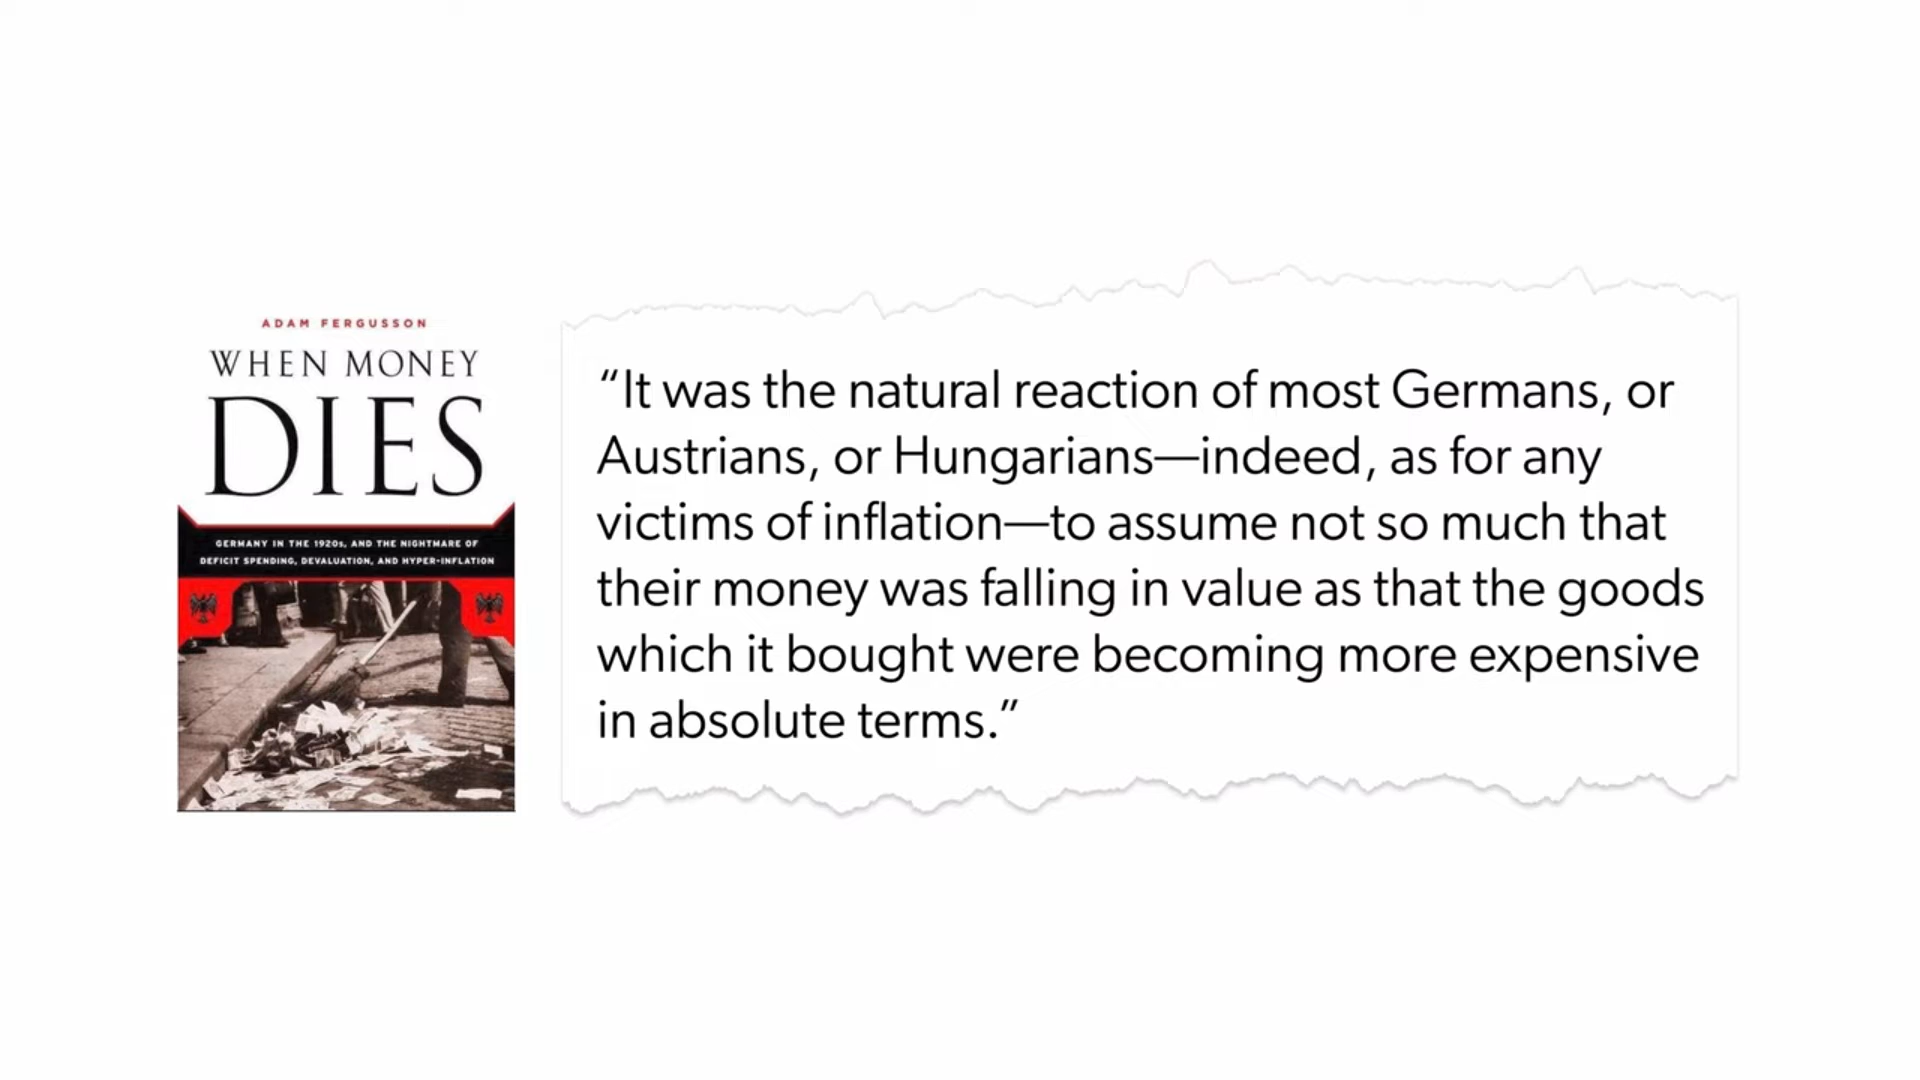 ADAM FERGUSSON
WHEN MONEY
DIES
GERMANY IN THE 1920s, AND THE NIGHTMARE OF
DEFICIT SPENDING, DEVALUATION, AND HYPER-INFLATION
“It was the natural reaction of most Germans, or
Austrians, or Hungarians—indeed, as for any
victims of inflation—to assume not so much that
their money was falling in value as that the goods
which it bought were becoming more expensive
in absolute terms.”